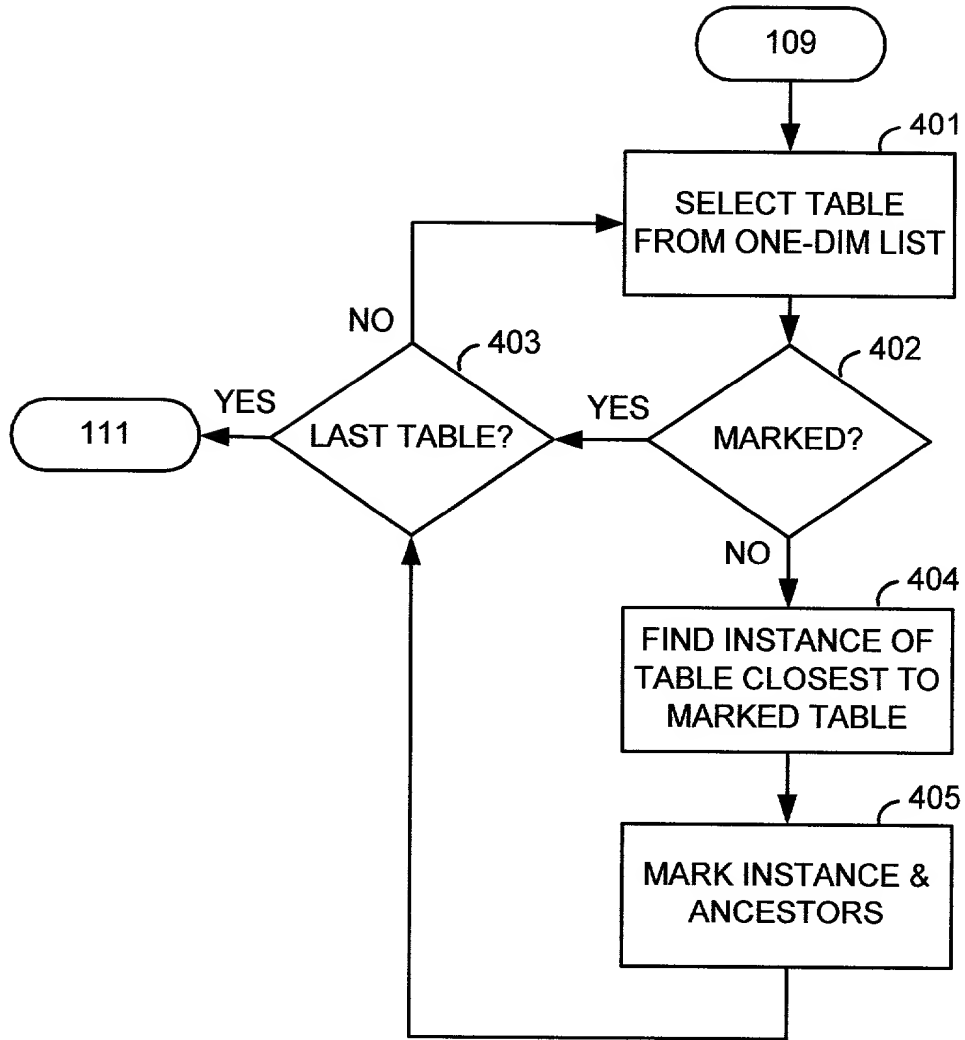 109
401
SELECT TABLE
FROM ONE-DIM LIST
NO
403
402
YES
YES
111
LAST TABLE?
MARKED?
NO
404
FIND INSTANCE OF
TABLE CLOSEST TO
MARKED TABLE
405
MARK INSTANCE &
ANCESTORS